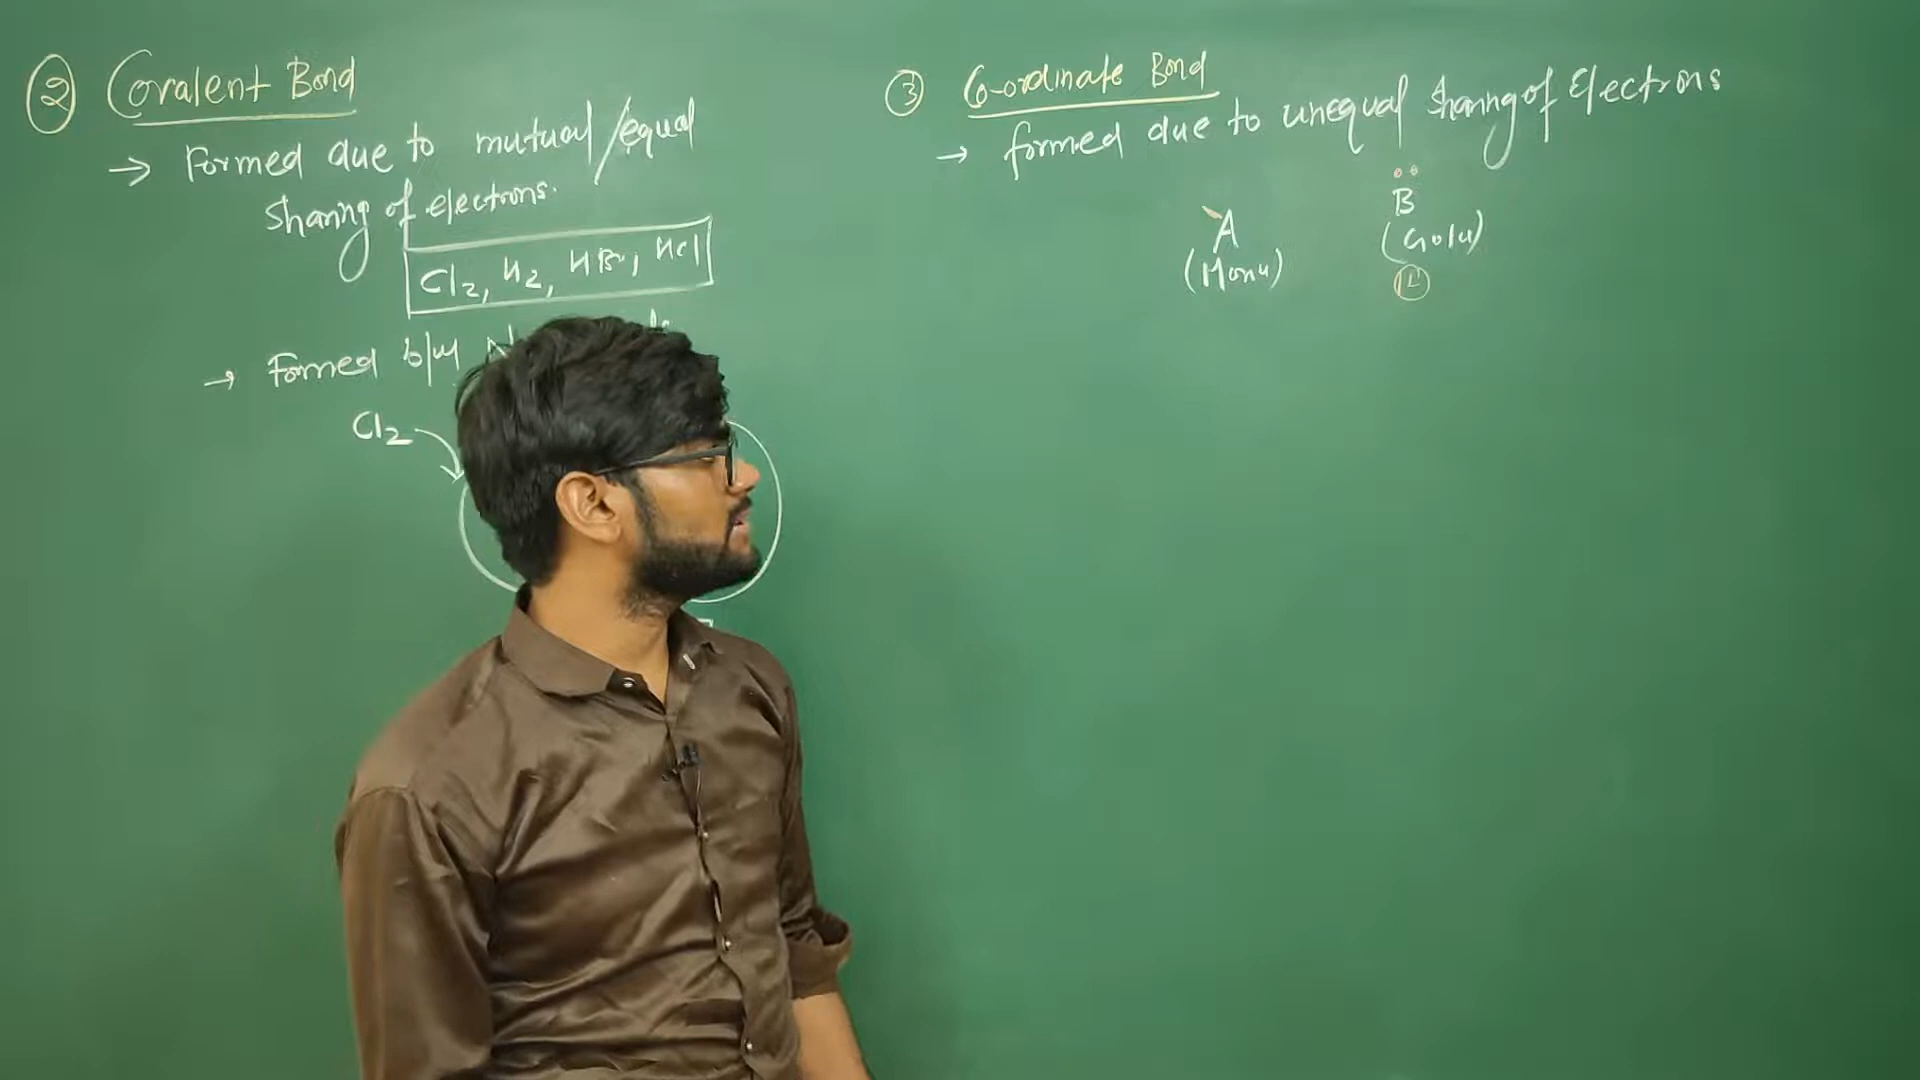 ② Covalent Bond
→ Formed due to mutual/equal
sharing of electrons.
Cl2, H2, HBr, HCl
→ Formed b/w
Cl2
③ Co-ordinate Bond
→ formed due to unequal sharing of Electrons
A
(Monu)
B
(Golu)